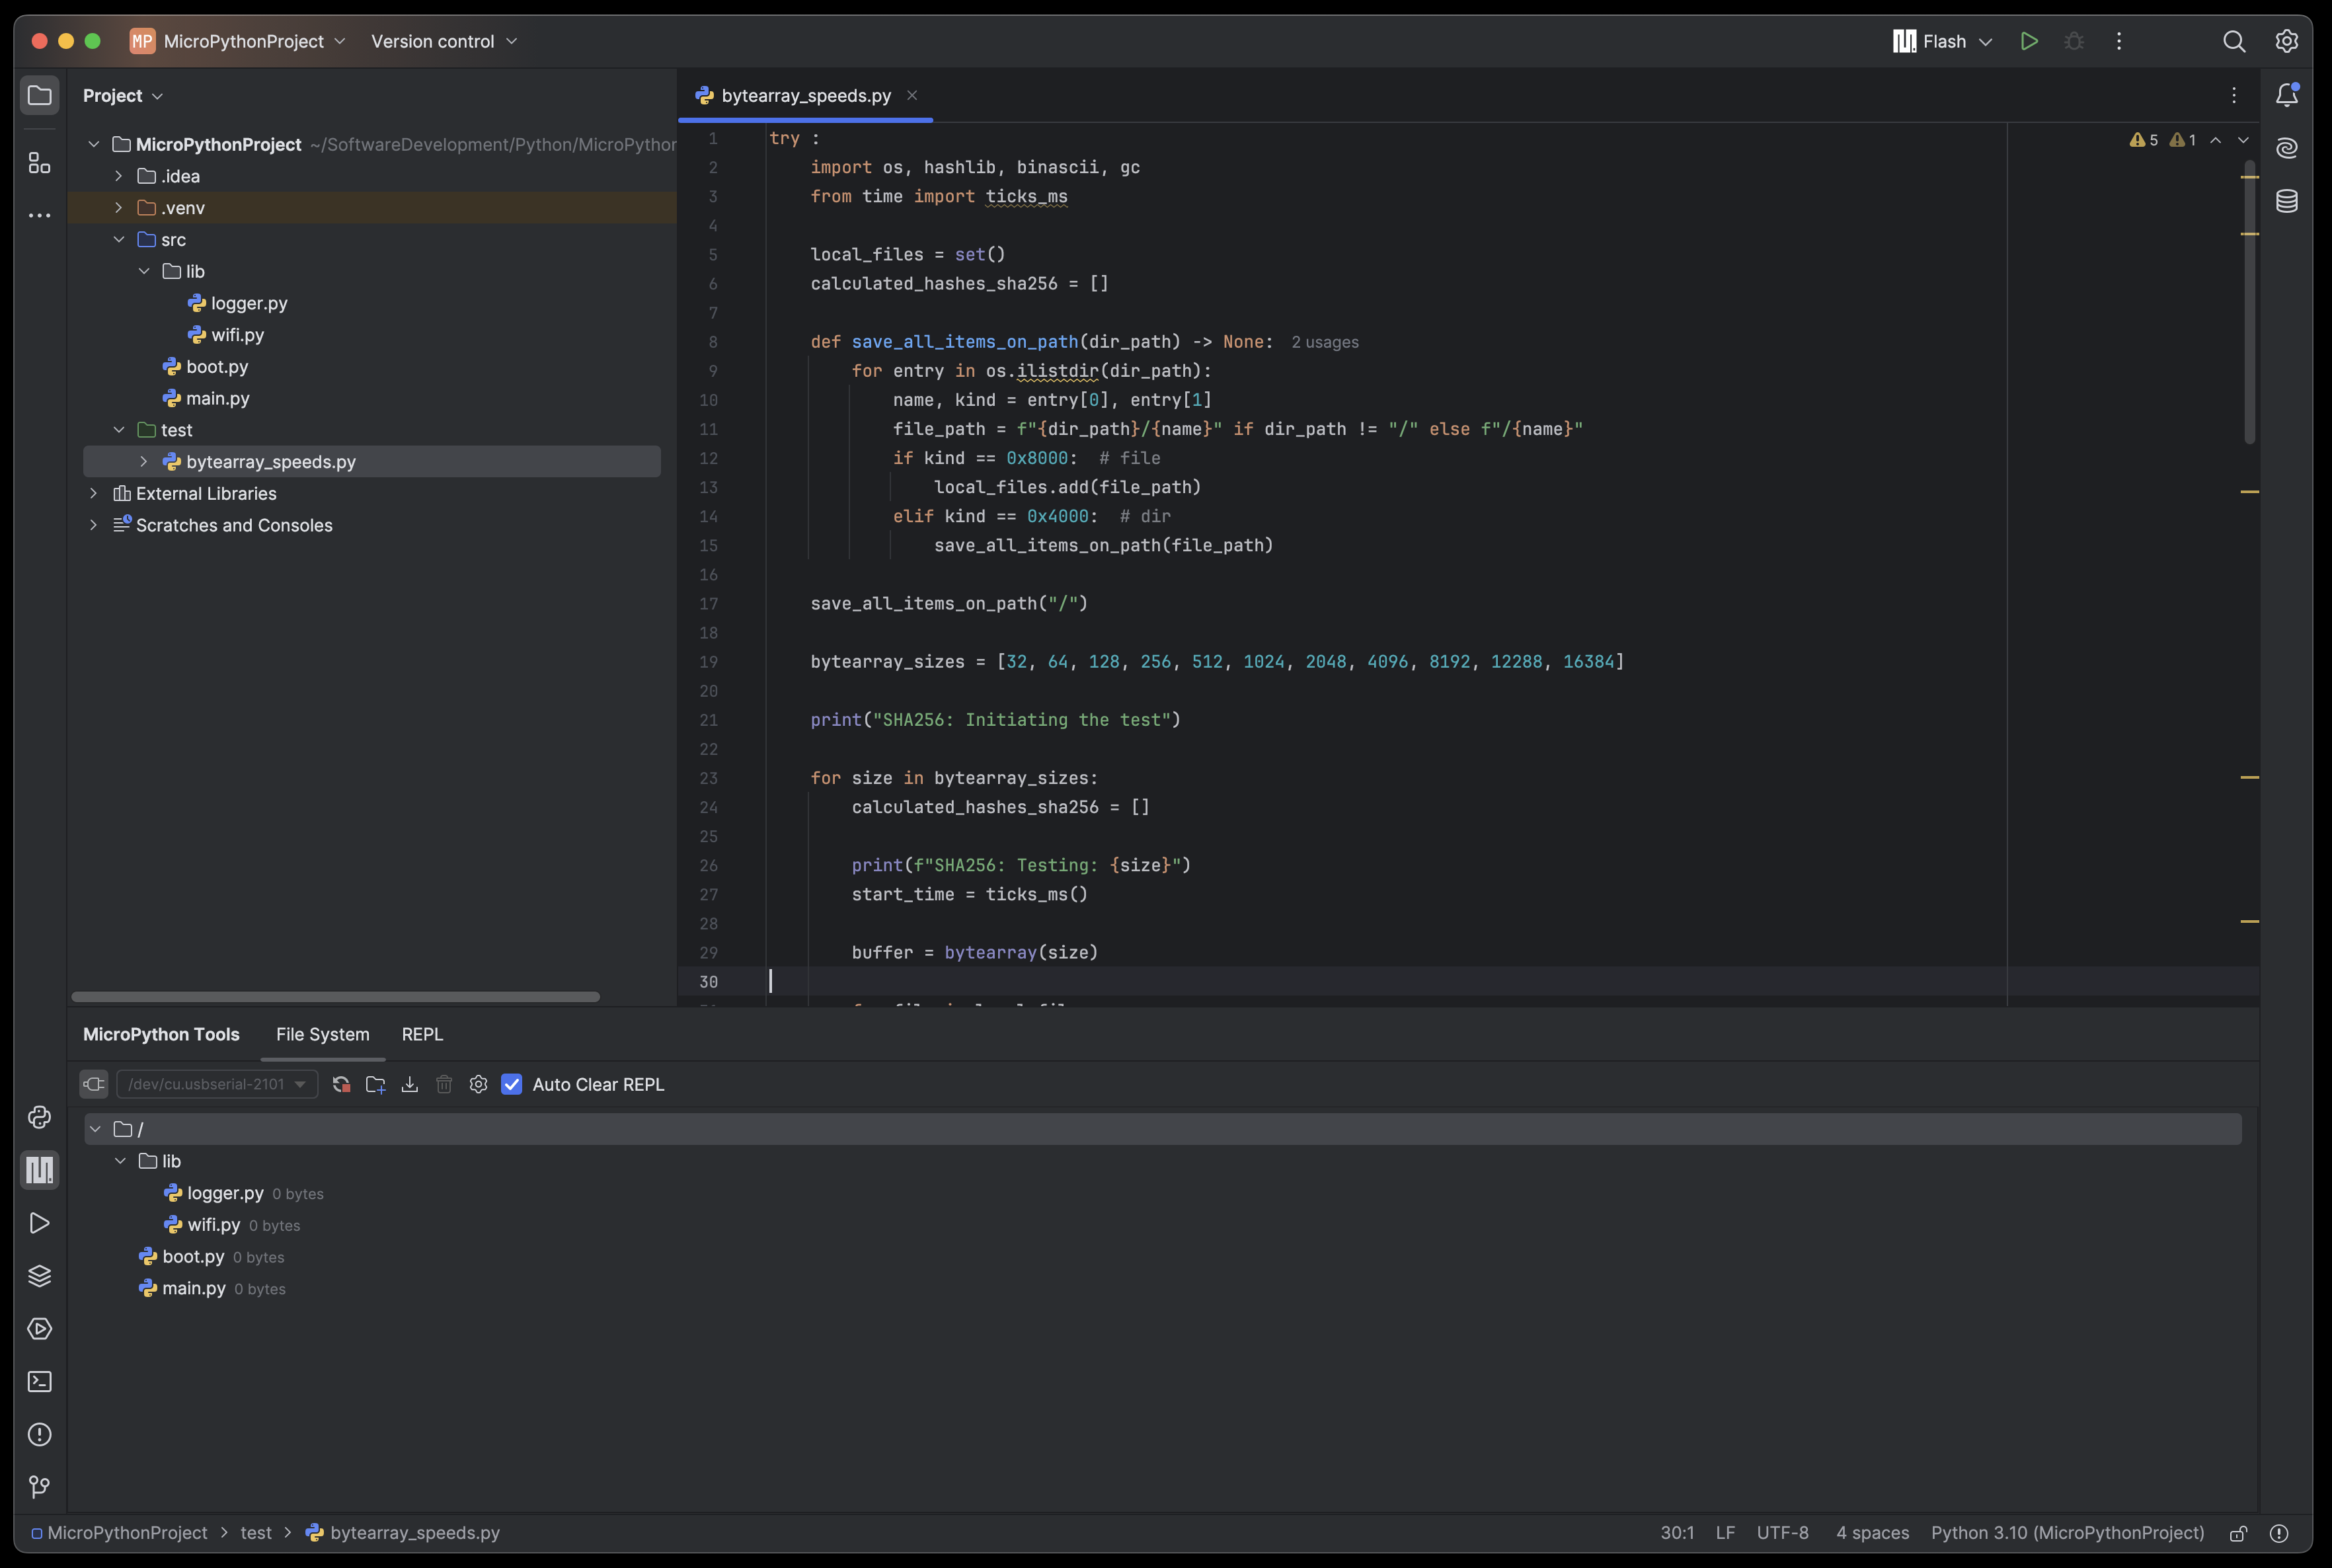 MP MicroPythonProject Version control Flash
Project
bytearray_speeds.py
MicroPythonProject ~/SoftwareDevelopment/Python/MicroPython
.idea
.venv
src
lib
logger.py
wifi.py
boot.py
main.py
test
bytearray_speeds.py
External Libraries
Scratches and Consoles
5 1
1 try :
2 import os, hashlib, binascii, gc
3 from time import ticks_ms
4
5 local_files = set()
6 calculated_hashes_sha256 = []
7
8 def save_all_items_on_path(dir_path) -> None: 2 usages
9 for entry in os.ilistdir(dir_path):
10 name, kind = entry[0], entry[1]
11 file_path = f"{dir_path}/{name}" if dir_path != "/" else f"/{name}"
12 if kind == 0x8000: # file
13 local_files.add(file_path)
14 elif kind == 0x4000: # dir
15 save_all_items_on_path(file_path)
16
17 save_all_items_on_path("/")
18
19 bytearray_sizes = [32, 64, 128, 256, 512, 1024, 2048, 4096, 8192, 12288, 16384]
20
21 print("SHA256: Initiating the test")
22
23 for size in bytearray_sizes:
24 calculated_hashes_sha256 = []
25
26 print(f"SHA256: Testing: {size}")
27 start_time = ticks_ms()
28
29 buffer = bytearray(size)
30
MicroPython Tools File System REPL
/dev/cu.usbserial-2101 Auto Clear REPL
/
lib
logger.py 0 bytes
wifi.py 0 bytes
boot.py 0 bytes
main.py 0 bytes
MicroPythonProject > test > bytearray_speeds.py 30:1 LF UTF-8 4 spaces Python 3.10 (MicroPythonProject)